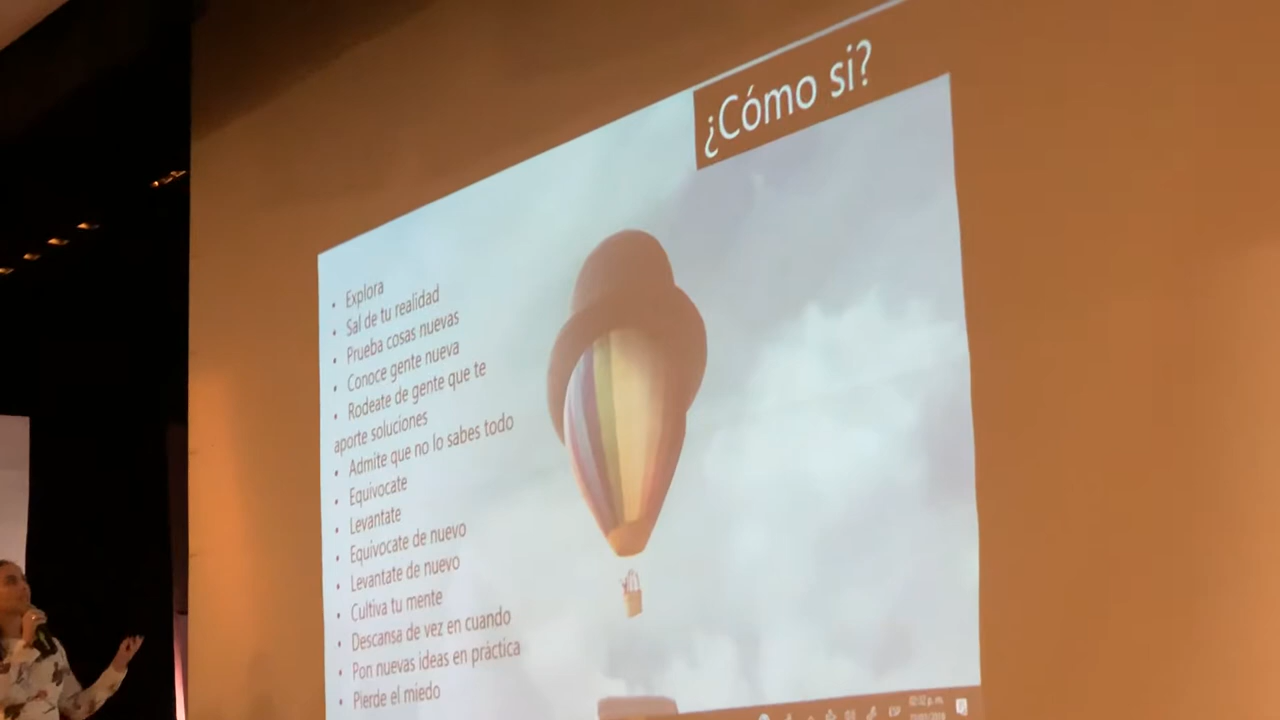 ¿Cómo si?
• Explora
• Sal de tu realidad
• Prueba cosas nuevas
• Conoce gente nueva
• Rodeate de gente que te
aporte soluciones
• Admite que no lo sabes todo
• Equivocate
• Levantate
• Equivocate de nuevo
• Levantate de nuevo
• Cultiva tu mente
• Descansa de vez en cuando
• Pon nuevas ideas en práctica
• Pierde el miedo
ESP